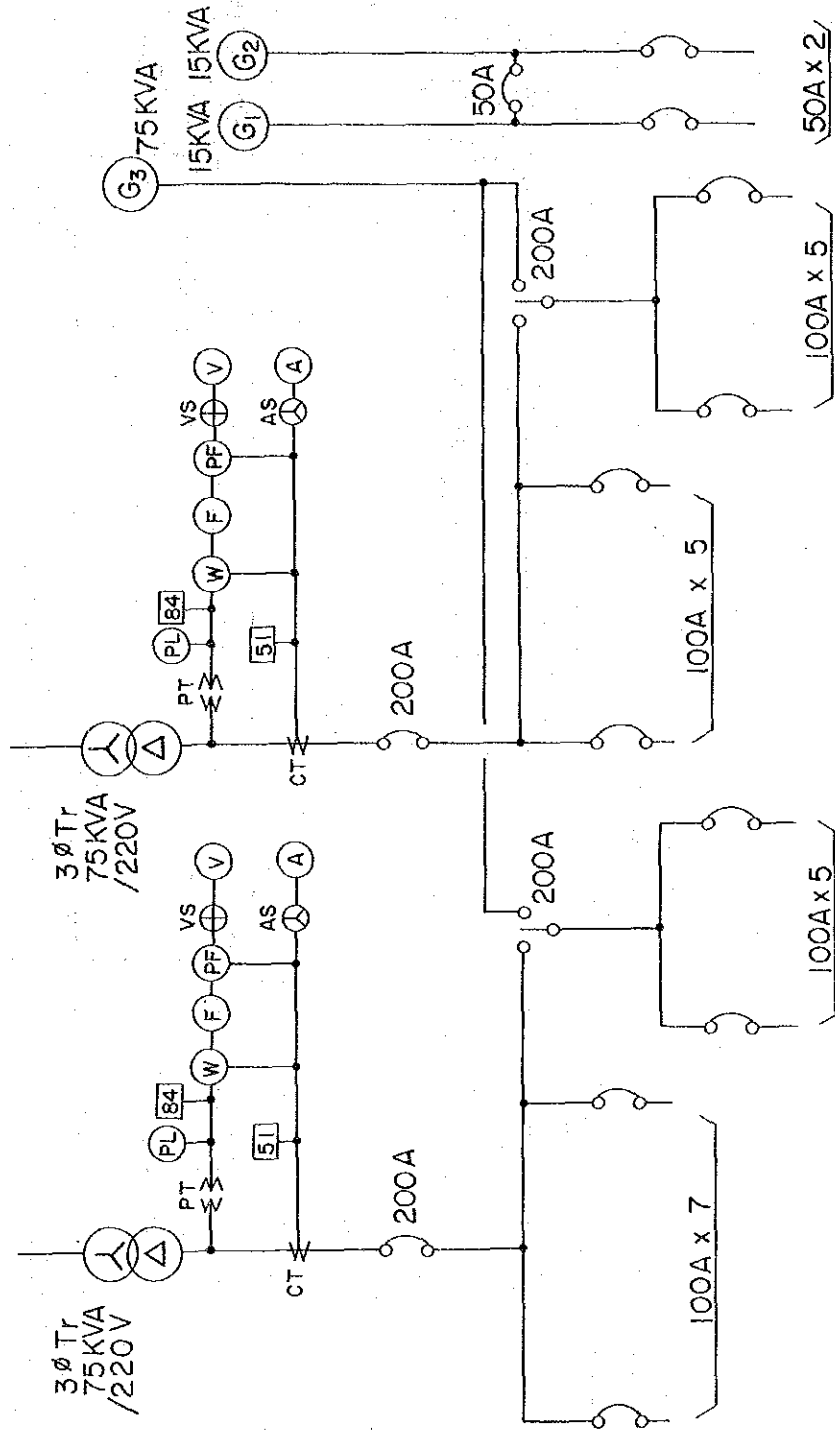 3ØTr
75KVA
/220V
PT
PL
84
W
F
PF
VS
V
51
AS
A
CT
200A
100A x 7
200A
100A x 5
3ØTr
75KVA
/220V
PT
PL
84
W
F
PF
VS
V
51
AS
A
CT
200A
100A x 5
200A
100A x 5
G3
75KVA
15KVA
G1
15KVA
G2
50A
50A x 2